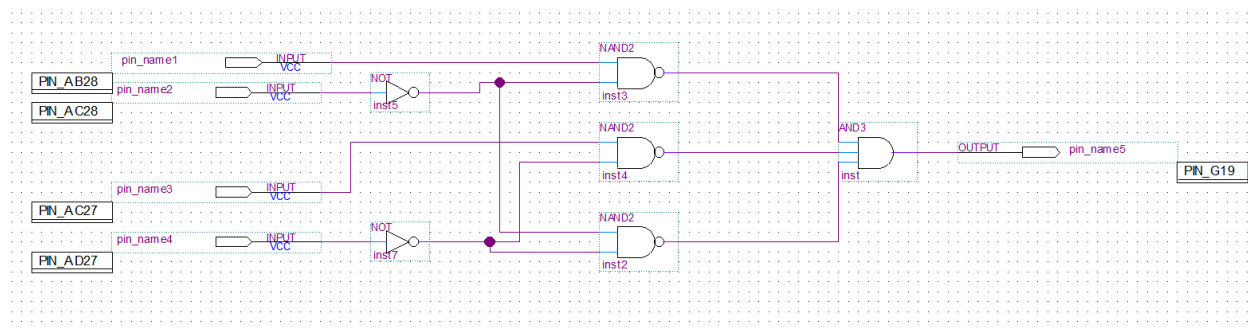 pin_name1
INPUT
VCC
PIN_AB28
pin_name2
INPUT
VCC
PIN_AC28
NOT
inst5
NAND2
inst3
NAND2
inst4
AND3
inst
OUTPUT
pin_name5
PIN_G19
pin_name3
INPUT
VCC
PIN_AC27
pin_name4
INPUT
VCC
PIN_AD27
NOT
inst7
NAND2
inst2